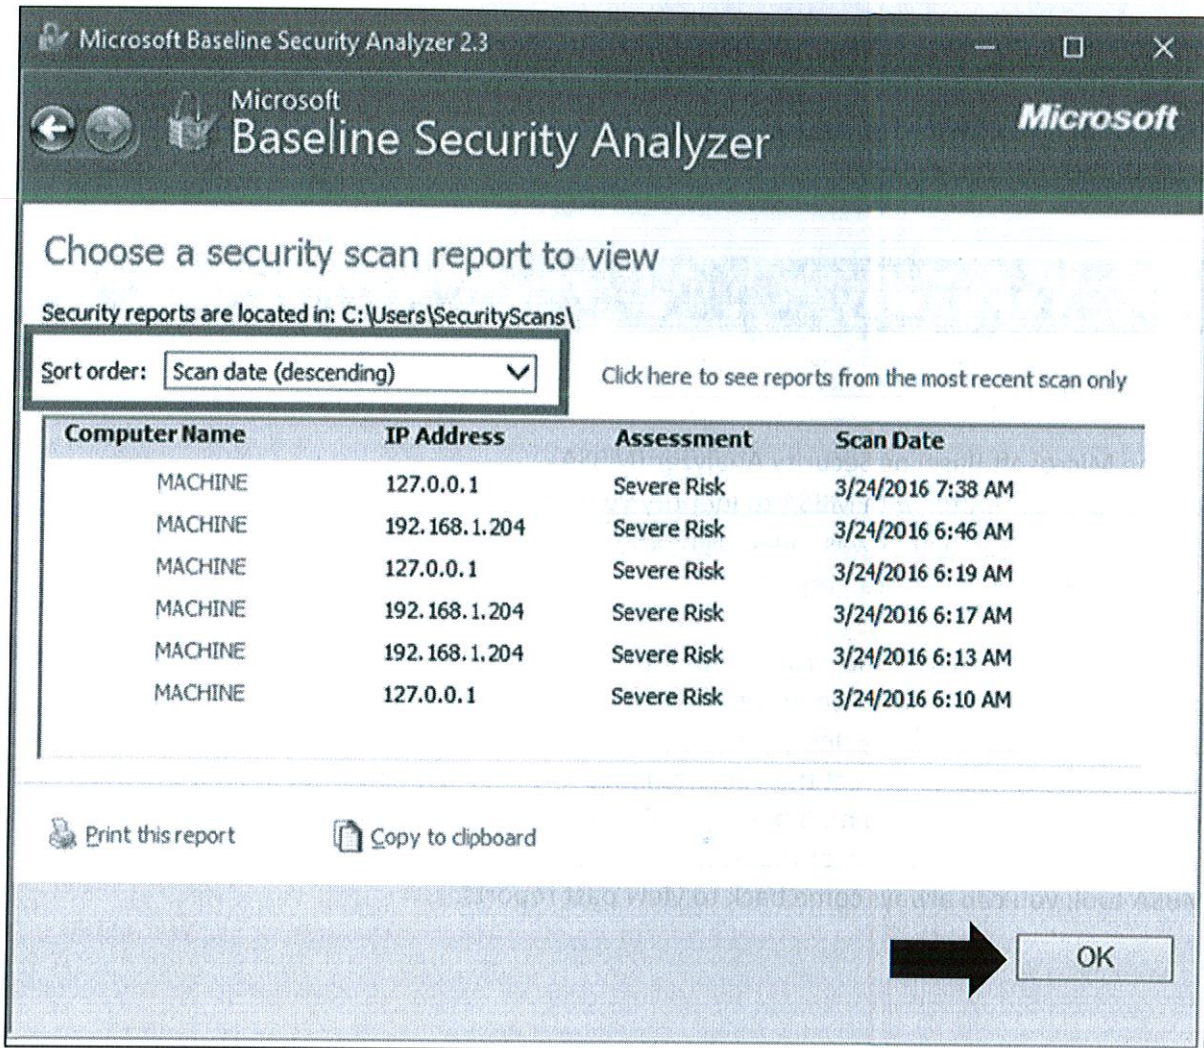 Microsoft Baseline Security Analyzer 2.3
Microsoft
Baseline Security Analyzer
Microsoft
Choose a security scan report to view
Security reports are located in: C:\Users\SecurityScans\
Sort order: Scan date (descending)
Click here to see reports from the most recent scan only
Computer Name IP Address Assessment Scan Date
MACHINE 127.0.0.1 Severe Risk 3/24/2016 7:38 AM
MACHINE 192.168.1.204 Severe Risk 3/24/2016 6:46 AM
MACHINE 127.0.0.1 Severe Risk 3/24/2016 6:19 AM
MACHINE 192.168.1.204 Severe Risk 3/24/2016 6:17 AM
MACHINE 192.168.1.204 Severe Risk 3/24/2016 6:13 AM
MACHINE 127.0.0.1 Severe Risk 3/24/2016 6:10 AM
Print this report
Copy to clipboard
OK